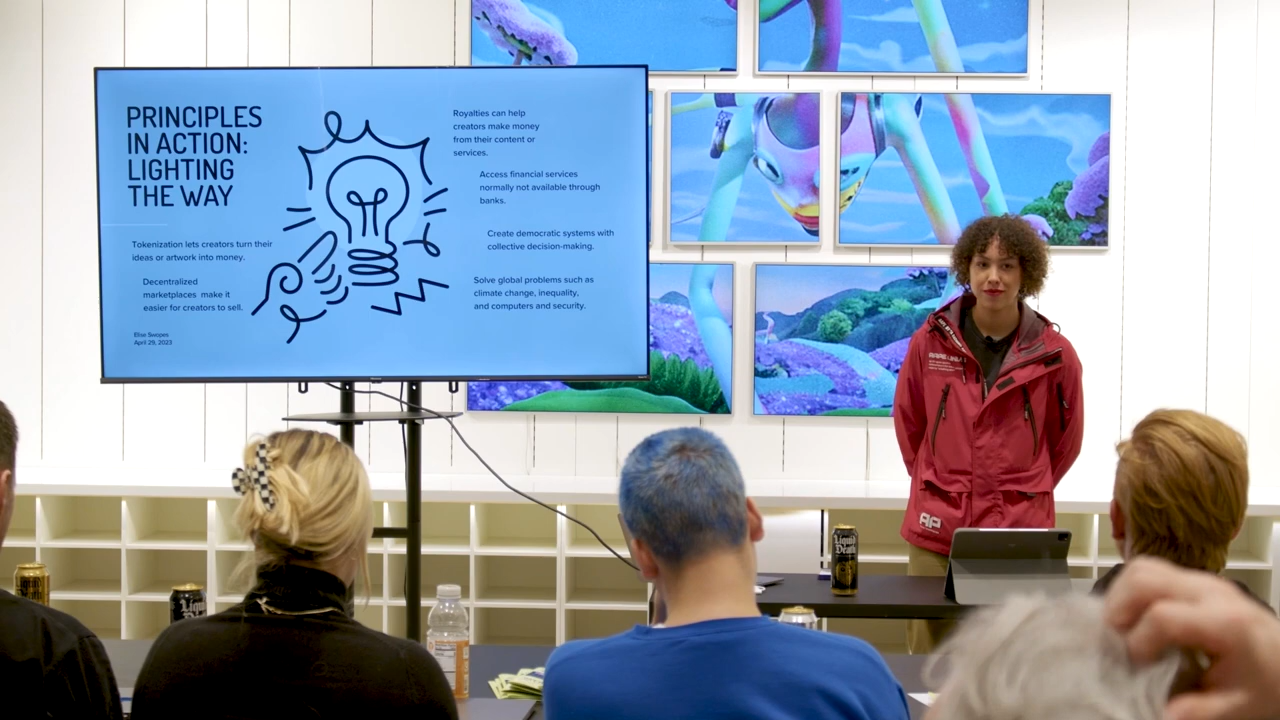 PRINCIPLES
IN ACTION:
LIGHTING
THE WAY
Tokenization lets creators turn their
ideas or artwork into money.
Decentralized
marketplaces make it
easier for creators to sell.
Elise Swopes
April 29, 2023
Royalties can help
creators make money
from their content or
services.
Access financial services
normally not available through
banks.
Create democratic systems with
collective decision-making.
Solve global problems such as
climate change, inequality,
and computers and security.
AP
Liquid
Death
Liquid
Death